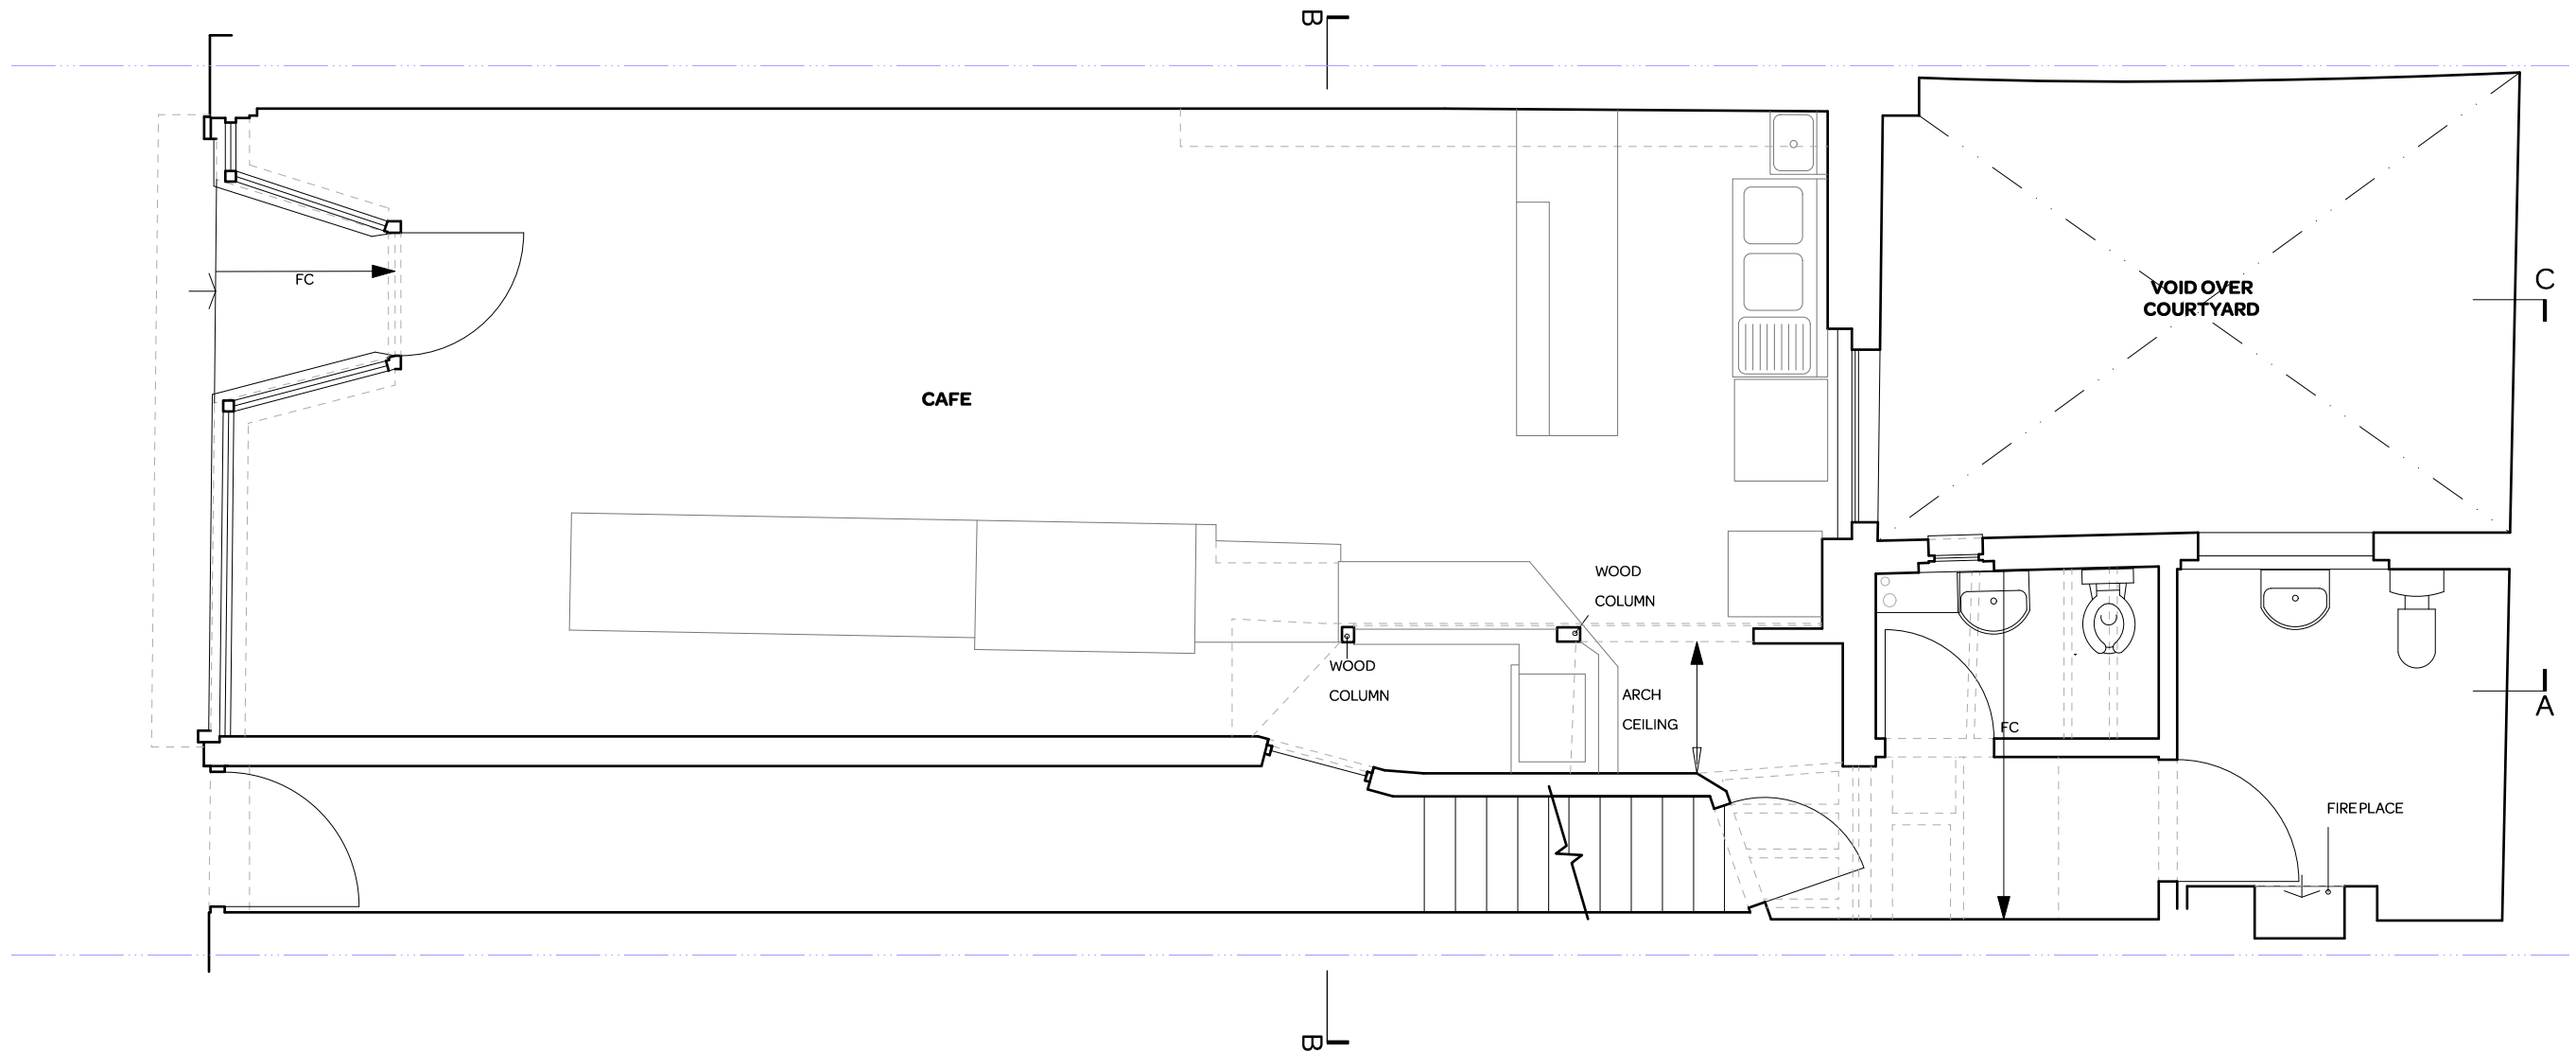 B
FC
CAFE
VOID OVER
COURTYARD
C
WOOD
COLUMN
WOOD
COLUMN
ARCH
CEILING
FC
A
FIREPLACE
B